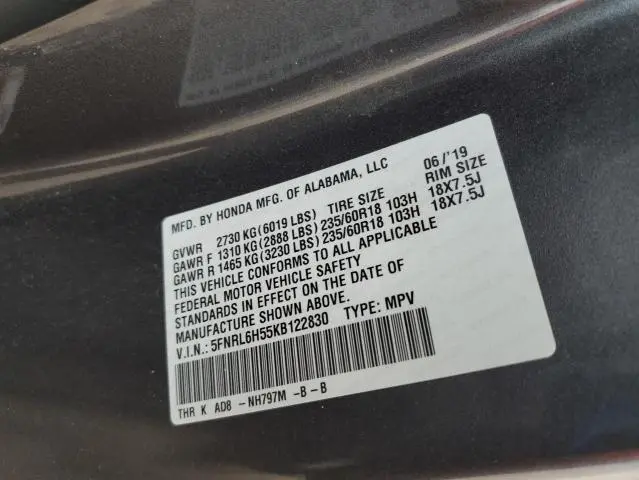 MFD. BY HONDA MFG. OF ALABAMA, LLC 06/'19
GVWR 2730 KG (6019 LBS) TIRE SIZE RIM SIZE
GAWR F 1310 KG (2888 LBS) 235/60R18 103H 18X7.5J
GAWR R 1465 KG (3230 LBS) 235/60R18 103H 18X7.5J
THIS VEHICLE CONFORMS TO ALL APPLICABLE
FEDERAL MOTOR VEHICLE SAFETY
STANDARDS IN EFFECT ON THE DATE OF
MANUFACTURE SHOWN ABOVE.
V.I.N.: 5FNRL6H55KB122830 TYPE: MPV
THR K AD8 -NH797M -B-B